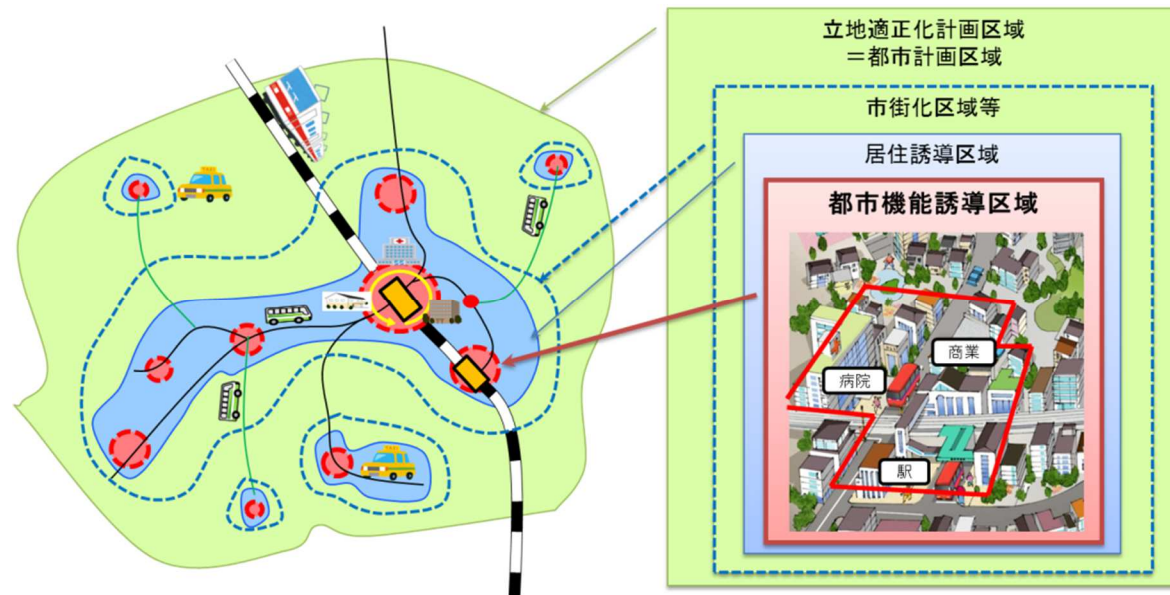 立地適正化計画区域
＝都市計画区域
市街化区域等
居住誘導区域
都市機能誘導区域
商業
病院
駅
TAXI
TAXI